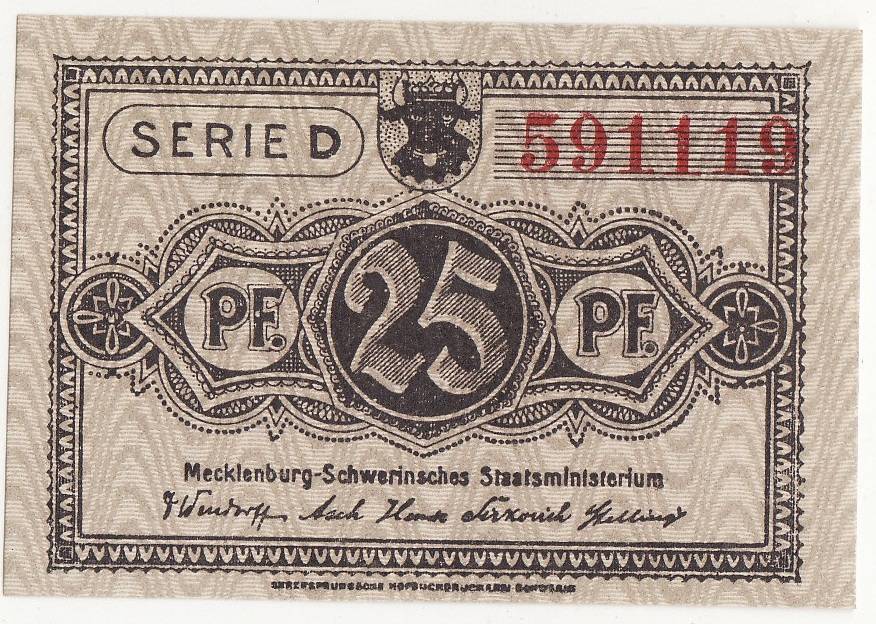 SERIE D
591119
PF. 25 PF.
Mecklenburg-Schwerinsches Staatsministerium